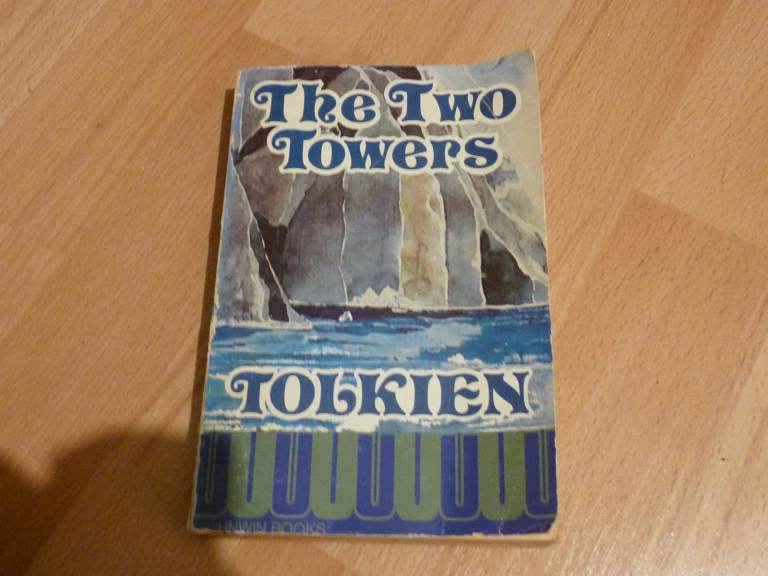 The Two
Towers
TOLKIEN
UNWIN BOOKS